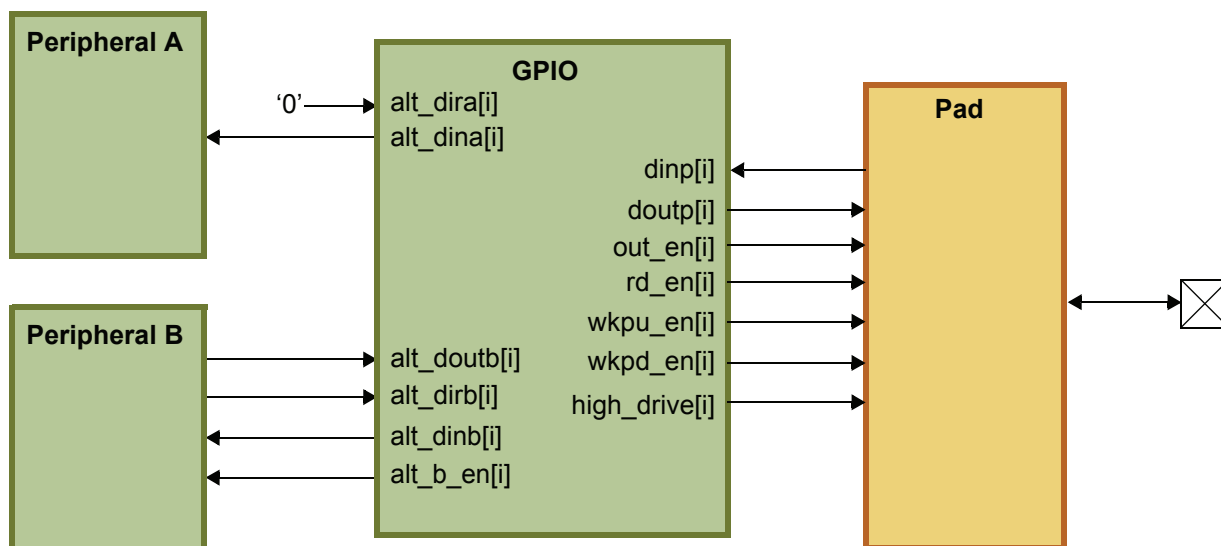 Peripheral A
GPIO
‘0’
alt_dira[i]
alt_dina[i]
Pad
dinp[i]
doutp[i]
out_en[i]
rd_en[i]
wkpu_en[i]
wkpd_en[i]
high_drive[i]
Peripheral B
alt_doutb[i]
alt_dirb[i]
alt_dinb[i]
alt_b_en[i]